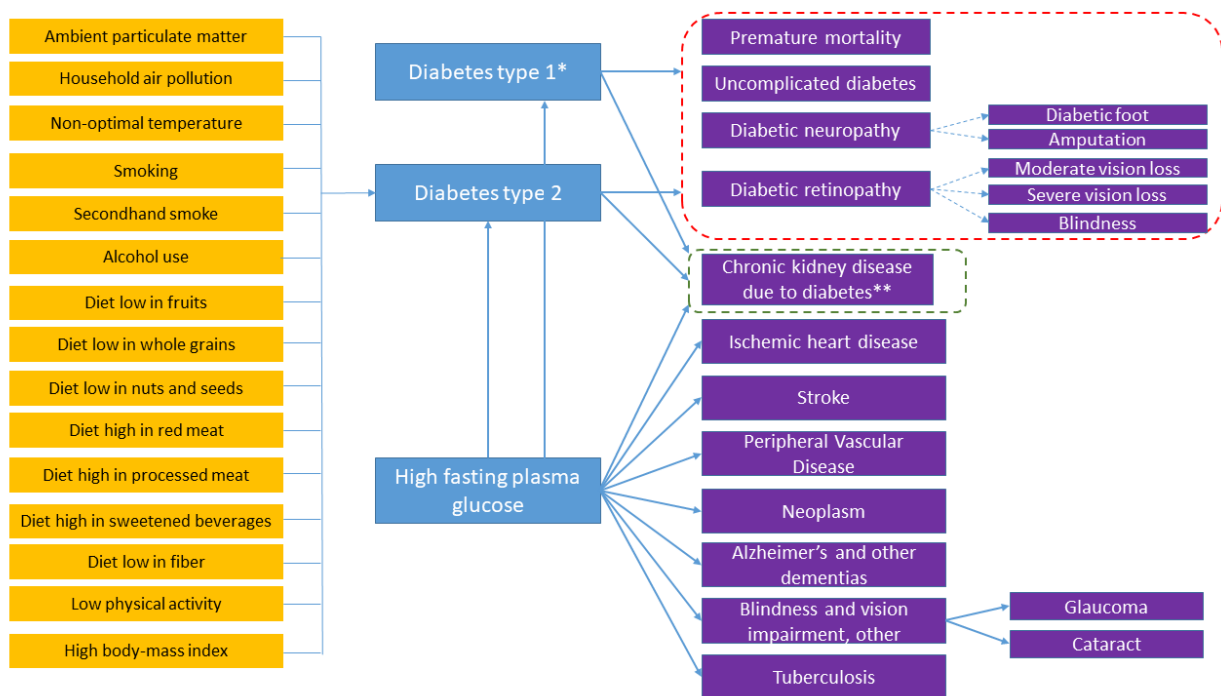 Ambient particulate matter
Household air pollution
Non-optimal temperature
Smoking
Secondhand smoke
Alcohol use
Diet low in fruits
Diet low in whole grains
Diet low in nuts and seeds
Diet high in red meat
Diet high in processed meat
Diet high in sweetened beverages
Diet low in fiber
Low physical activity
High body-mass index
Diabetes type 1*
Diabetes type 2
High fasting plasma
glucose
Premature mortality
Uncomplicated diabetes
Diabetic neuropathy
Diabetic retinopathy
Diabetic foot
Amputation
Moderate vision loss
Severe vision loss
Blindness
Chronic kidney disease
due to diabetes**
Ischemic heart disease
Stroke
Peripheral Vascular
Disease
Neoplasm
Alzheimer’s and other
dementias
Blindness and vision
impairment, other
Tuberculosis
Glaucoma
Cataract